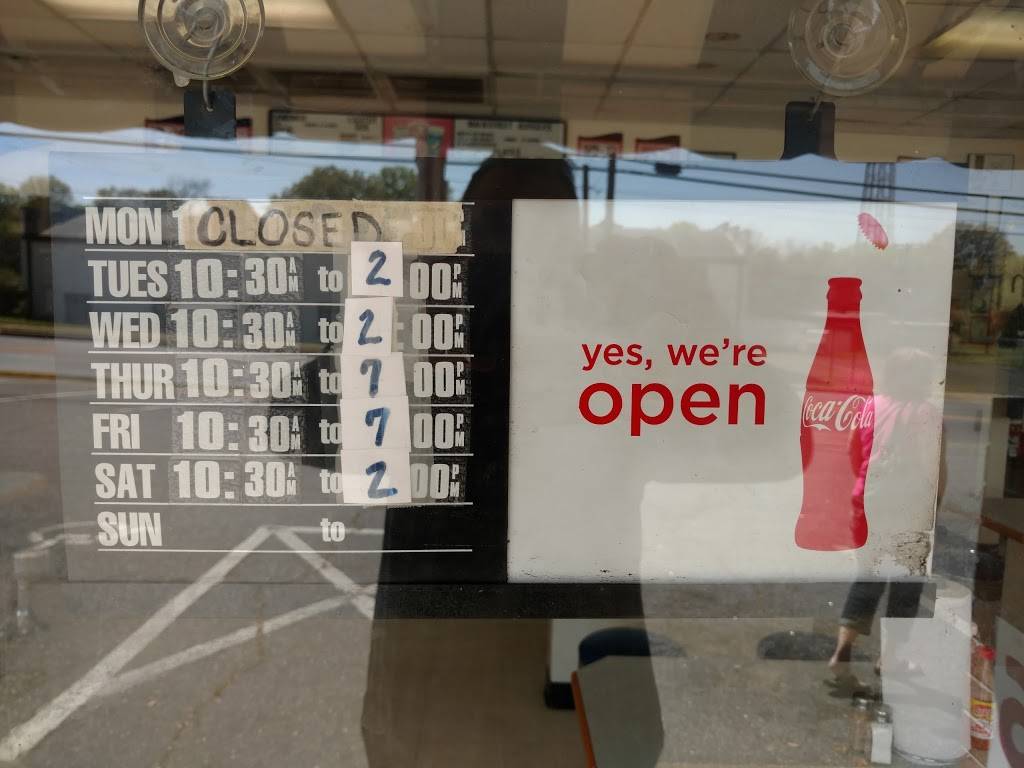 MON CLOSED
TUES 10:30 AM to 2 00 PM
WED 10:30 AM to 2:00 PM
THUR 10:30 AM to 7 00 PM
FRI 10:30 AM to 7 00 PM
SAT 10:30 AM to 2 00 PM
SUN to
yes, we're
open
Coca-Cola